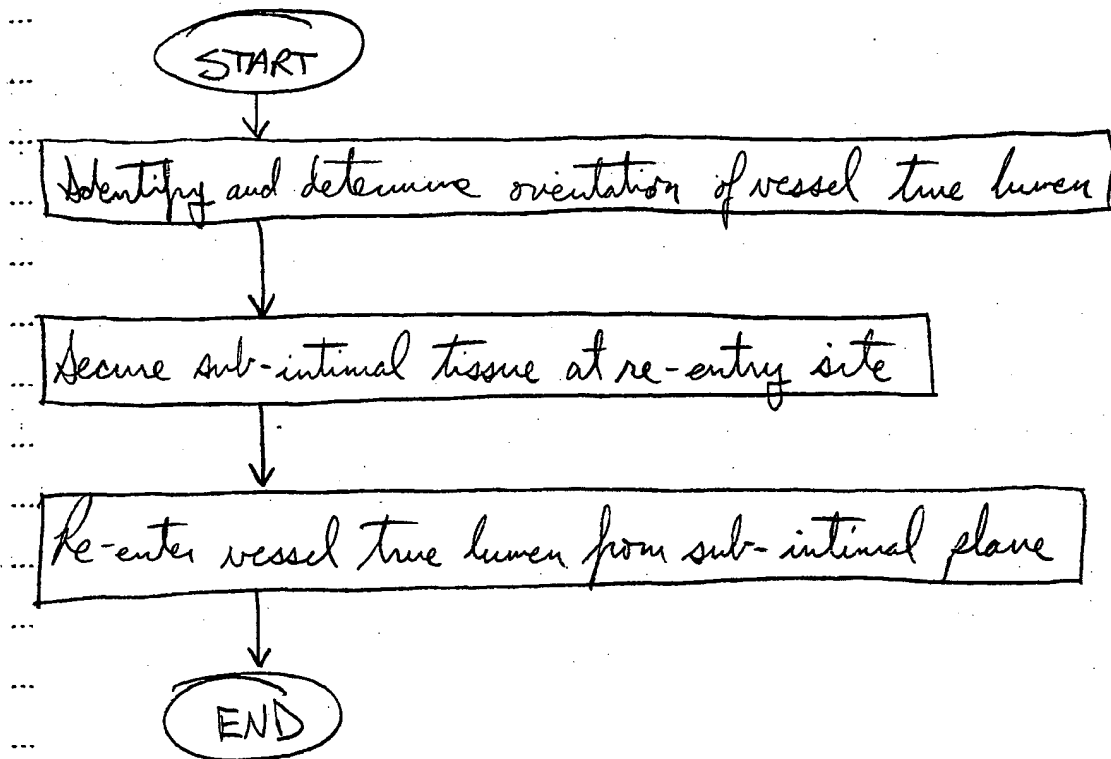 START
Identify and determine orientation of vessel true lumen
Secure sub-intimal tissue at re-entry site
Re-enter vessel true lumen from sub-intimal plane
END